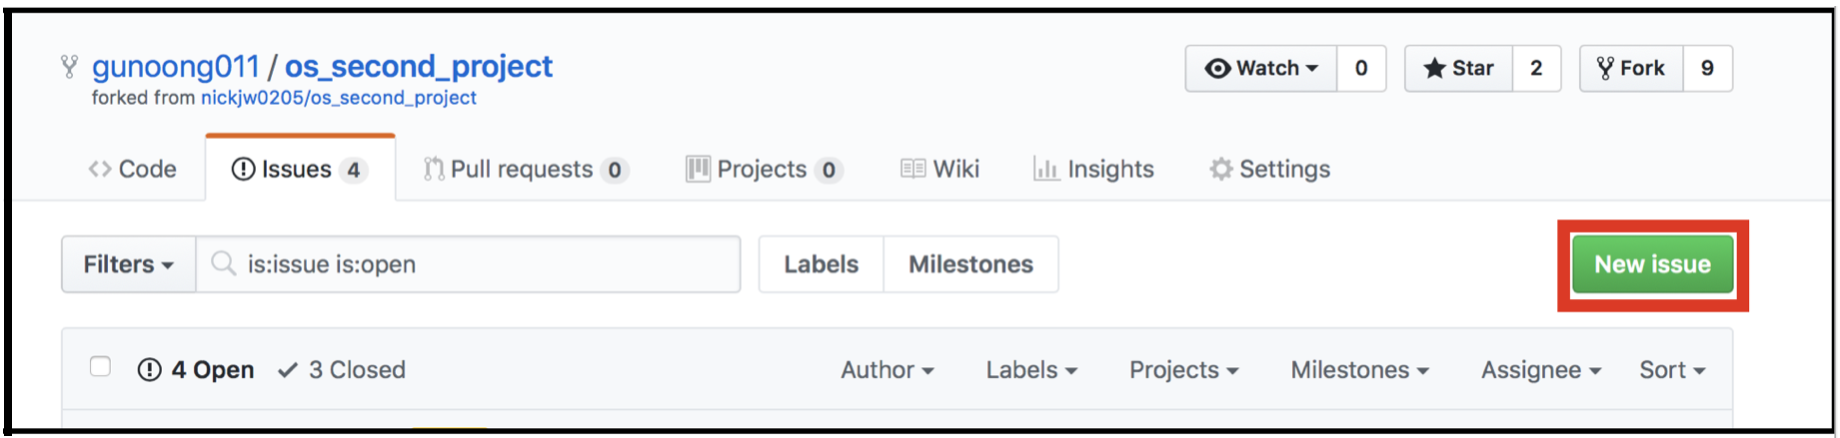 gunoong011 / os_second_project
forked from nickjw0205/os_second_project
Watch 0 Star 2 Fork 9
Code Issues 4 Pull requests 0 Projects 0 Wiki Insights Settings
Filters is:issue is:open Labels Milestones New issue
4 Open 3 Closed Author Labels Projects Milestones Assignee Sort